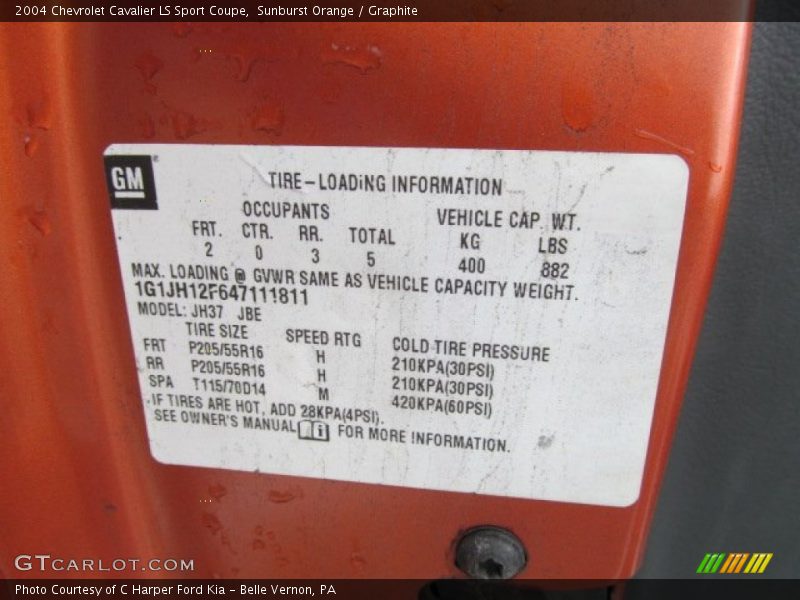 2004 Chevrolet Cavalier LS Sport Coupe,  Sunburst Orange / Graphite
GM
TIRE-LOADiNG INFORMATION
OCCUPANTS VEHICLE CAP. WT.
FRT. CTR. RR. TOTAL KG LBS
2 0 3 5 400 882
MAX. LOADING @ GVWR SAME AS VEHICLE CAPACITY WEIGHT.
1G1JH12F647111811
MODEL: JH37 JBE
TIRE SIZE SPEED RTG COLD TIRE PRESSURE
FRT P205/55R16 H 210KPA(30PSI)
RR P205/55R16 H 210KPA(30PSI)
SPA T115/70D14 M 420KPA(60PSI)
.IF TIRES ARE HOT, ADD 28KPA(4PSI).
SEE OWNER'S MANUAL i FOR MORE INFORMATION.
GTCARLOT.COM
Photo Courtesy of C Harper Ford Kia - Belle Vernon, PA